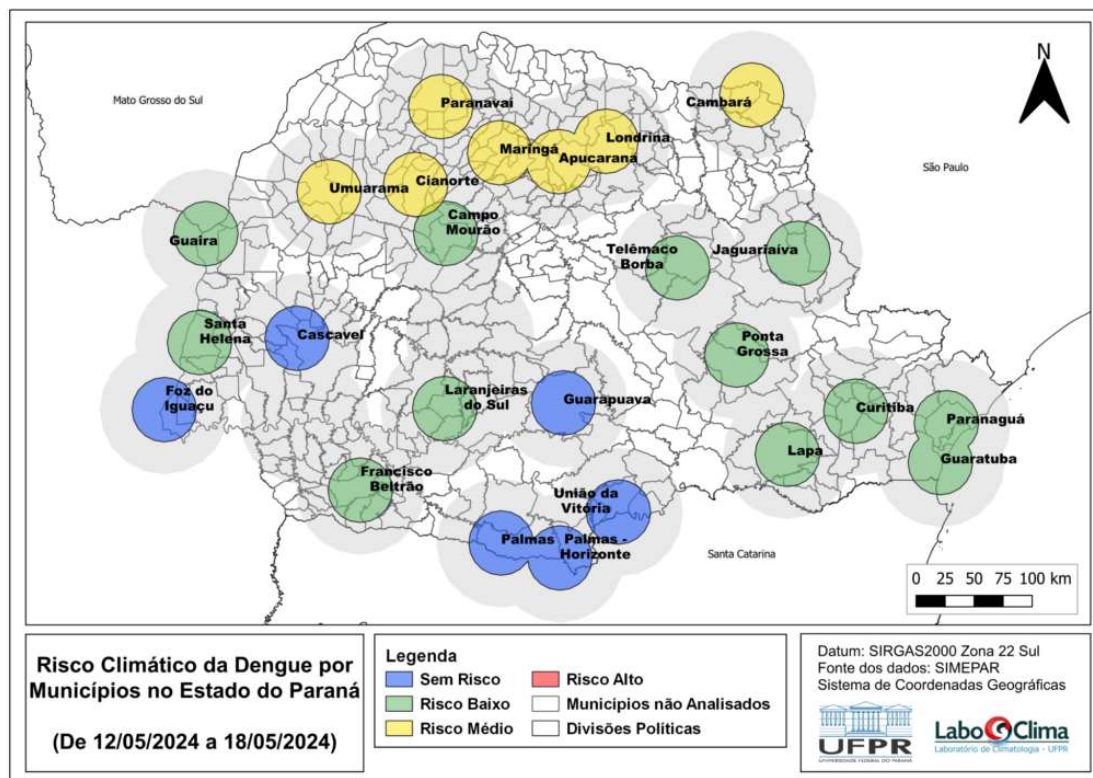 N
Mato Grosso do Sul
Cambará
Paranavaí
Londrina
Maringá
Apucarana
São Paulo
Cianorte
Umuarama
Campo
Mourão
Guaíra
Telêmaco
Borba
Jaguariaíva
Santa
Helena
Cascavel
Ponta
Grossa
Foz do
Iguaçu
Laranjeiras
do Sul
Guarapuava
Curitiba
Paranaguá
Lapa
Guaratuba
Francisco
Beltrão
União da
Vitória
Palmas
Palmas -
Horizonte
Santa Catarina
0 25 50 75 100 km
Risco Climático da Dengue por
Municípios no Estado do Paraná
(De 12/05/2024 a 18/05/2024)
Legenda
Sem Risco
Risco Baixo
Risco Médio
Risco Alto
Municípios não Analisados
Divisões Políticas
Datum: SIRGAS2000 Zona 22 Sul
Fonte dos dados: SIMEPAR
Sistema de Coordenadas Geográficas
UFPR
UNIVERSIDADE FEDERAL DO PARANÁ
LaboClima
Laboratório de Climatologia - UFPR